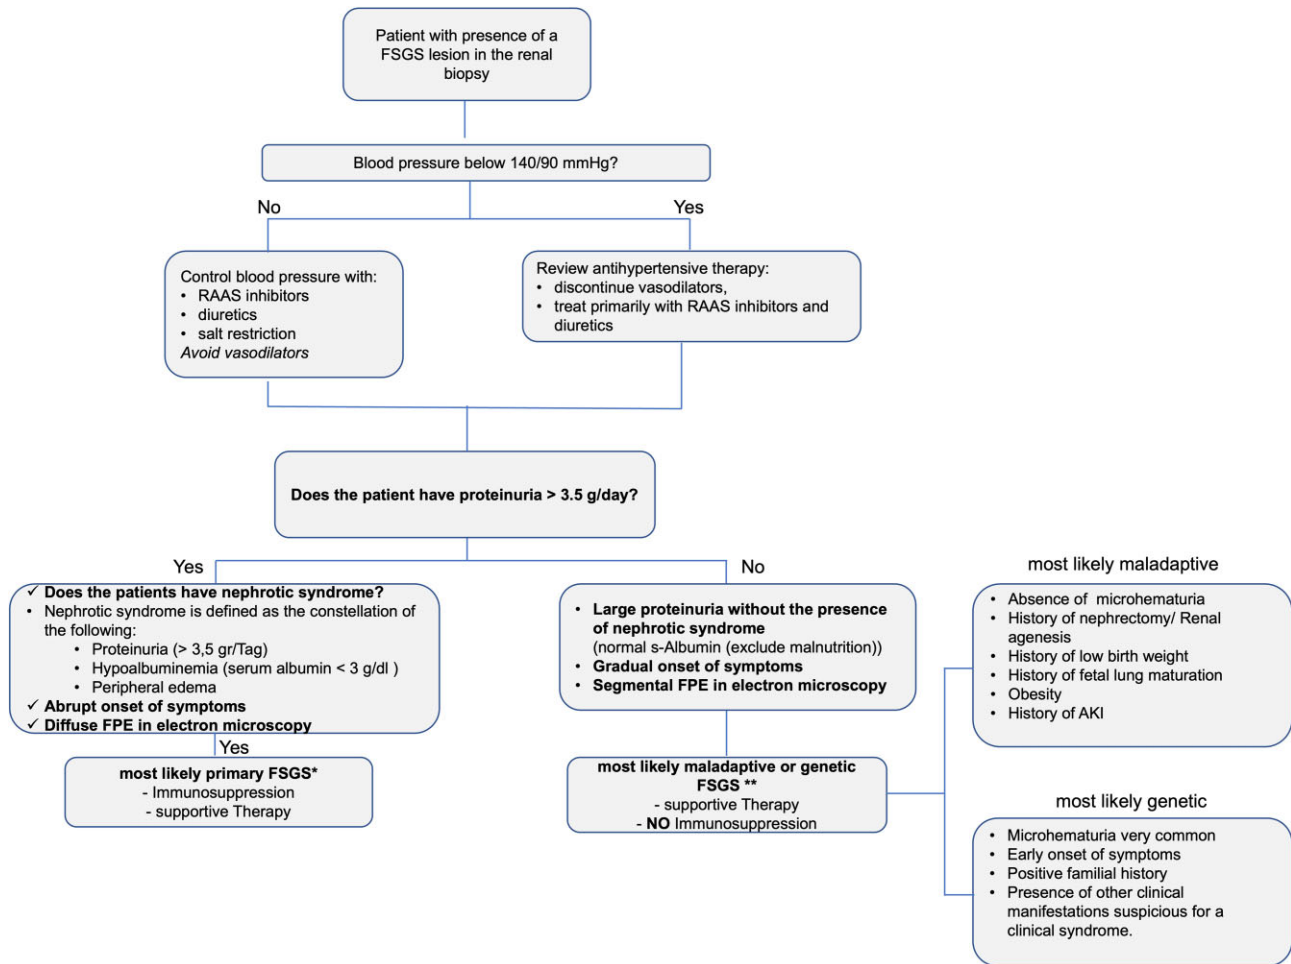 Patient with presence of a
FSGS lesion in the renal
biopsy
Blood pressure below 140/90 mmHg?
No
Yes
Control blood pressure with:
• RAAS inhibitors
• diuretics
• salt restriction
Avoid vasodilators
Review antihypertensive therapy:
• discontinue vasodilators,
• treat primarily with RAAS inhibitors and
diuretics
Does the patient have proteinuria > 3.5 g/day?
Yes
No
✓ Does the patients have nephrotic syndrome?
• Nephrotic syndrome is defined as the constellation of
the following:
• Proteinuria (> 3,5 gr/Tag)
• Hypoalbuminemia (serum albumin < 3 g/dl )
• Peripheral edema
✓ Abrupt onset of symptoms
✓ Diffuse FPE in electron microscopy
Yes
most likely primary FSGS*
- Immunosuppression
- supportive Therapy
• Large proteinuria without the presence
of nephrotic syndrome
(normal s-Albumin (exclude malnutrition))
• Gradual onset of symptoms
• Segmental FPE in electron microscopy
most likely maladaptive or genetic
FSGS **
- supportive Therapy
- NO Immunosuppression
most likely maladaptive
• Absence of microhematuria
• History of nephrectomy/ Renal
agenesis
• History of low birth weight
• History of fetal lung maturation
• Obesity
• History of AKI
most likely genetic
• Microhematuria very common
• Early onset of symptoms
• Positive familial history
• Presence of other clinical
manifestations suspicious for a
clinical syndrome.